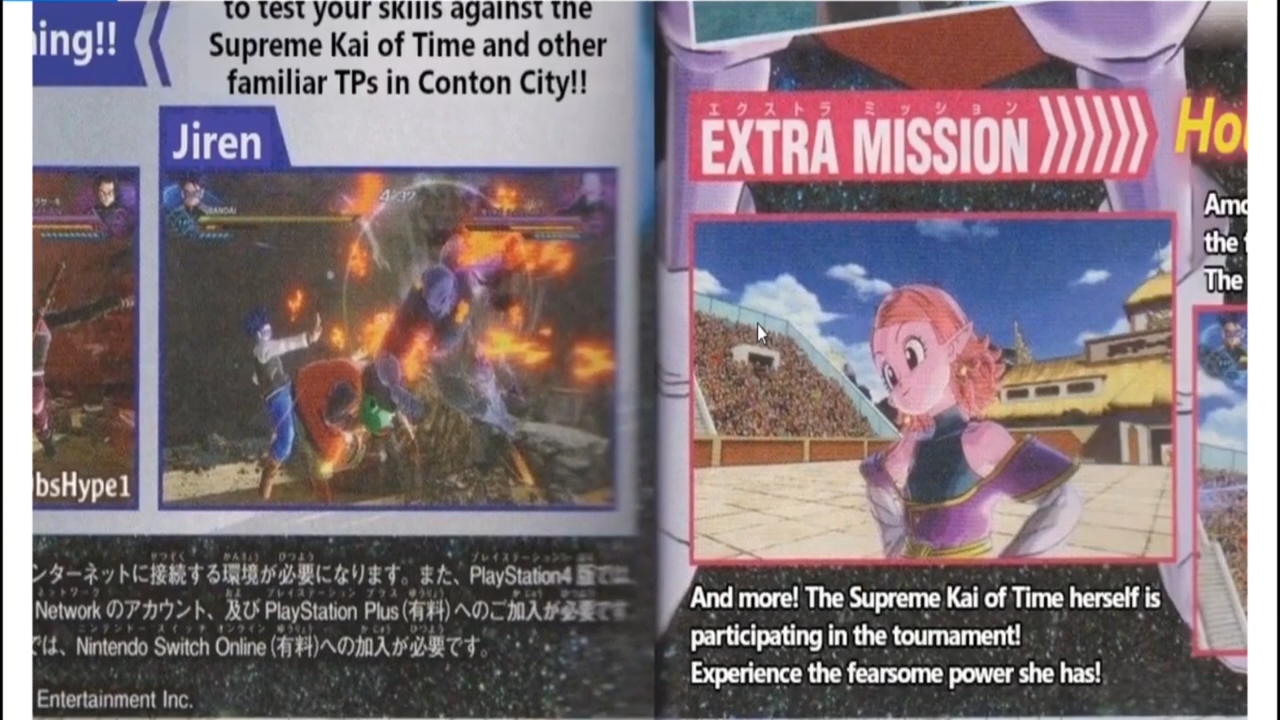 ing!!
to test your skills against the
Supreme Kai of Time and other
familiar TPs in Conton City!!
Jiren
BANDAI
bsHype1
ンターネットに接続する環境が必要になります。また、PlayStation4
Network のアカウント、及び PlayStation Plus(有料)へのご加入が必要です
では、Nintendo Switch Online(有料)への加入が必要です。
Entertainment Inc.
エクストラ ミッション
EXTRA MISSION
And more! The Supreme Kai of Time herself is
participating in the tournament!
Experience the fearsome power she has!
Ho
Amo
the
The